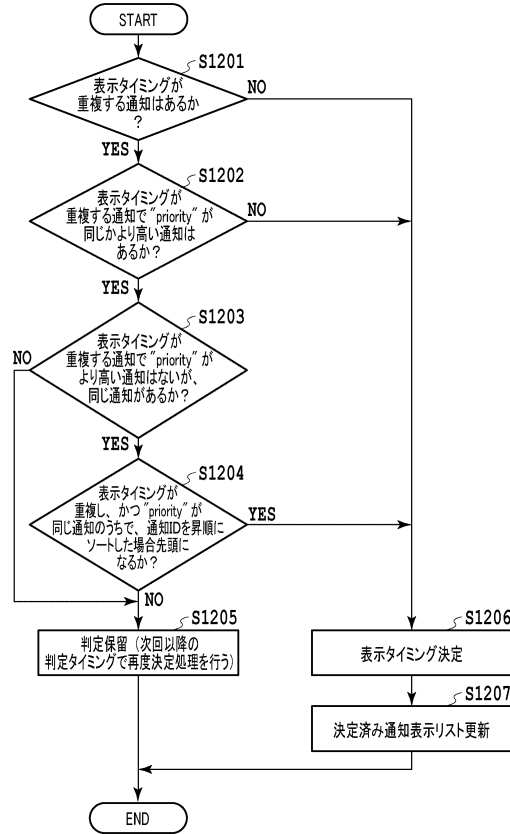 START
S1201
表示タイミングが
重複する通知はあるか
？
NO
YES
S1202
表示タイミングが
重複する通知で"priority"が
同じかより高い通知は
あるか？
NO
YES
S1203
表示タイミングが
重複する通知で"priority"が
より高い通知はないが、
同じ通知があるか？
NO
YES
S1204
表示タイミングが
重複し、かつ"priority"が
同じ通知のうちで、通知IDを昇順に
ソートした場合先頭に
なるか？
YES
NO
S1205
判定保留（次回以降の
判定タイミングで再度決定処理を行う）
S1206
表示タイミング決定
S1207
決定済み通知表示リスト更新
END